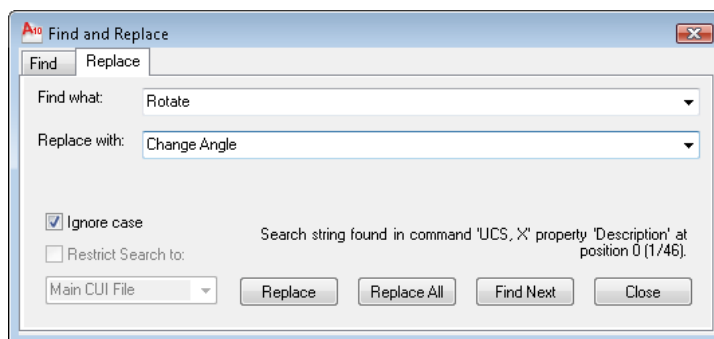 A10 Find and Replace
Find Replace
Find what: Rotate
Replace with: Change Angle
Ignore case
Search string found in command 'UCS, X' property 'Description' at
position 0 (1/46).
Restrict Search to:
Main CUI File Replace Replace All Find Next Close